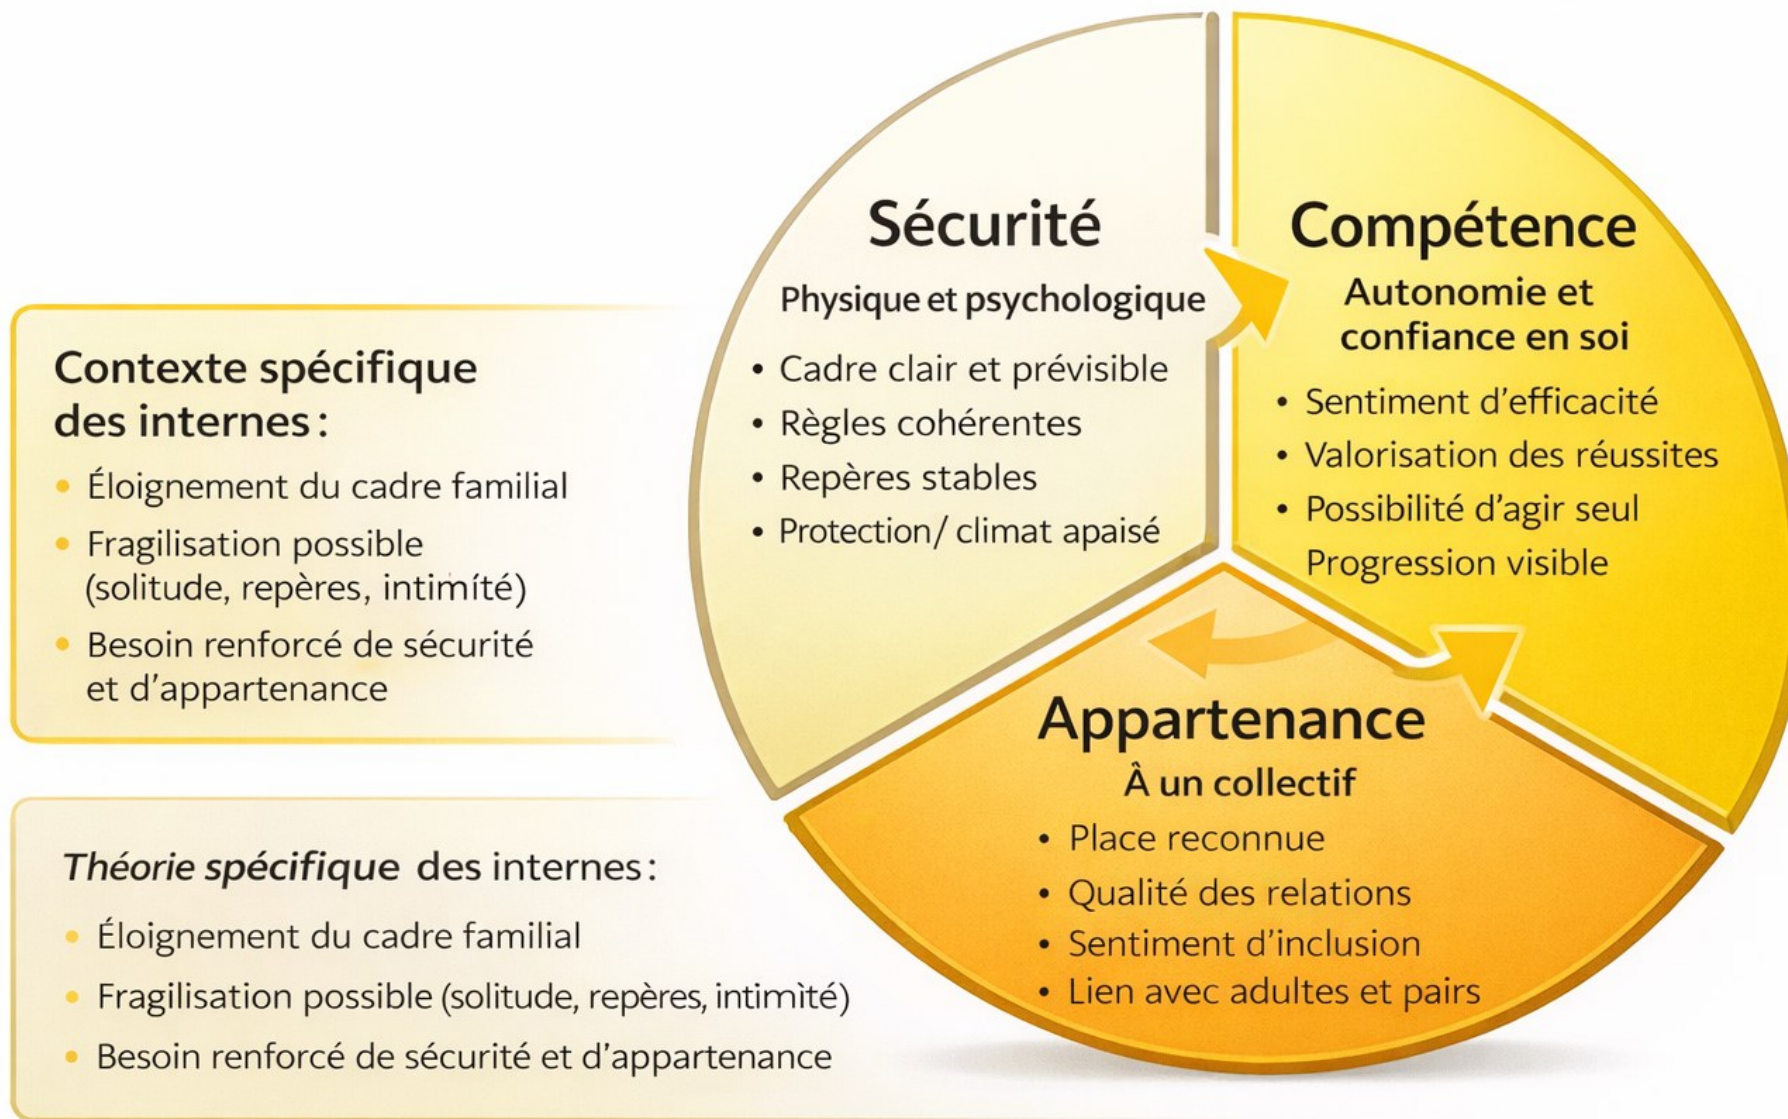 Contexte spécifique
des internes :
• Éloignement du cadre familial
• Fragilisation possible
(solitude, repères, intimité)
• Besoin renforcé de sécurité
et d'appartenance
Théorie spécifique des internes :
• Éloignement du cadre familial
• Fragilisation possible (solitude, repères, intimìté)
• Besoin renforcé de sécurité et d'appartenance
Sécurité
Physique et psychologique
• Cadre clair et prévisible
• Règles cohérentes
• Repères stables
• Protection/ climat apaisé
Compétence
Autonomie et
confiance en soi
• Sentiment d'efficacité
• Valorisation des réussites
• Possibilité d'agir seul
Progression visible
Appartenance
À un collectif
• Place reconnue
• Qualité des relations
• Sentiment d'inclusion
• Lien avec adultes et pairs